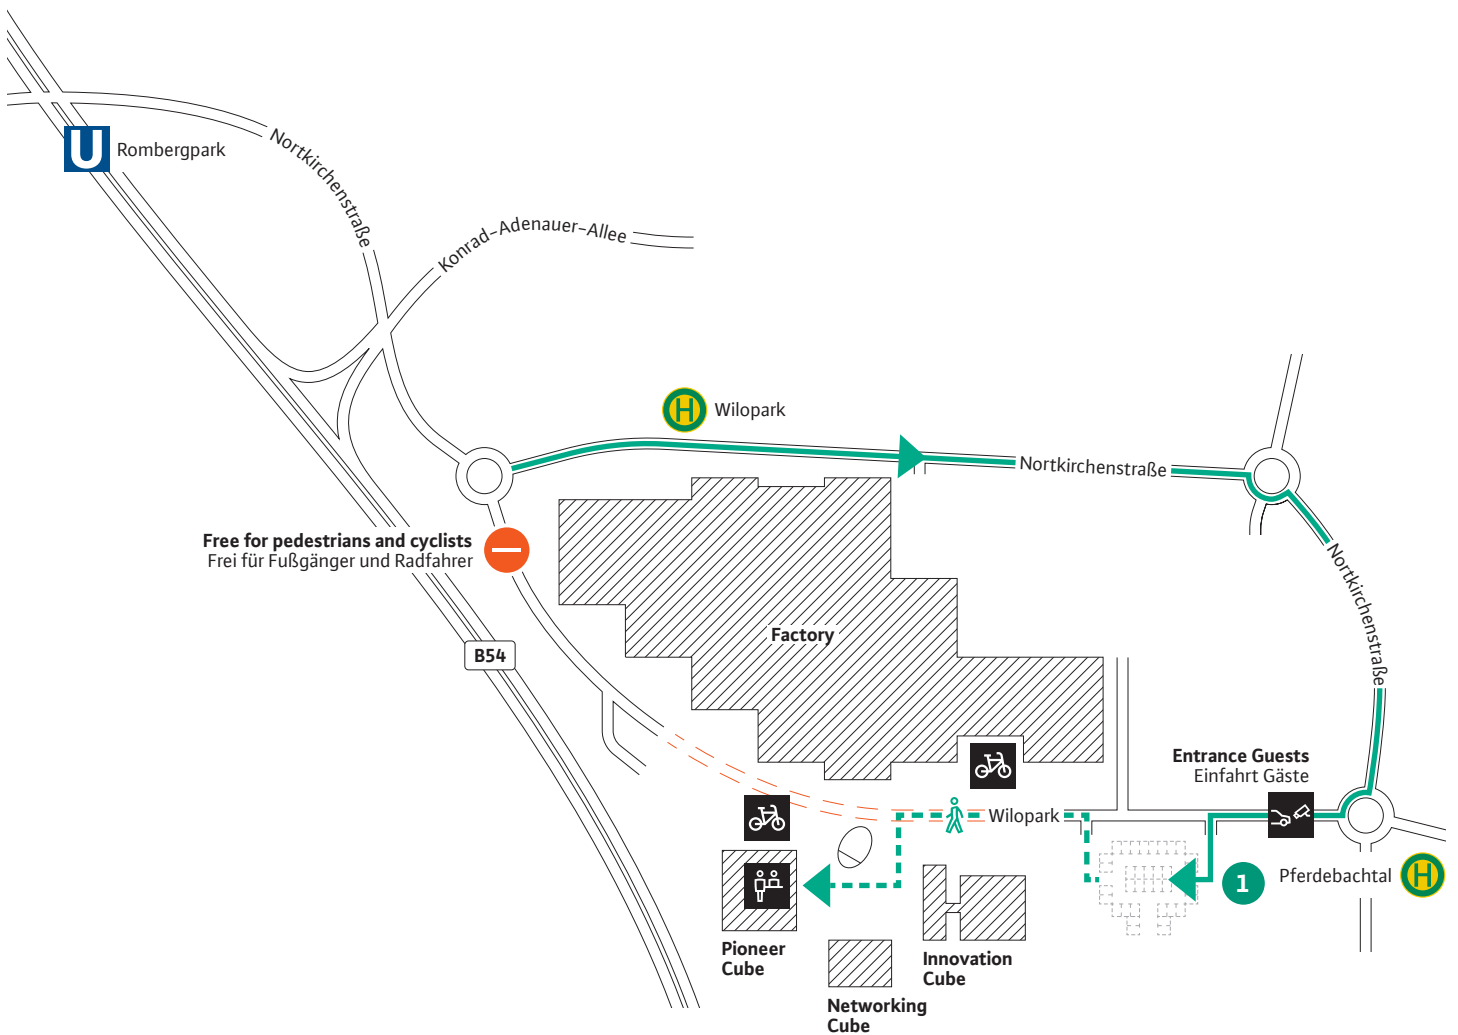 U
Rombergpark
Nortkirchenstraße
Konrad-Adenauer-Allee
H
Wilopark
Nortkirchenstraße
Free for pedestrians and cyclists
Frei für Fußgänger und Radfahrer
Nortkirchenstraße
Factory
B54
Entrance Guests
Einfahrt Gäste
Wilopark
1
Pferdebachtal
H
Pioneer
Cube
Innovation
Cube
Networking
Cube